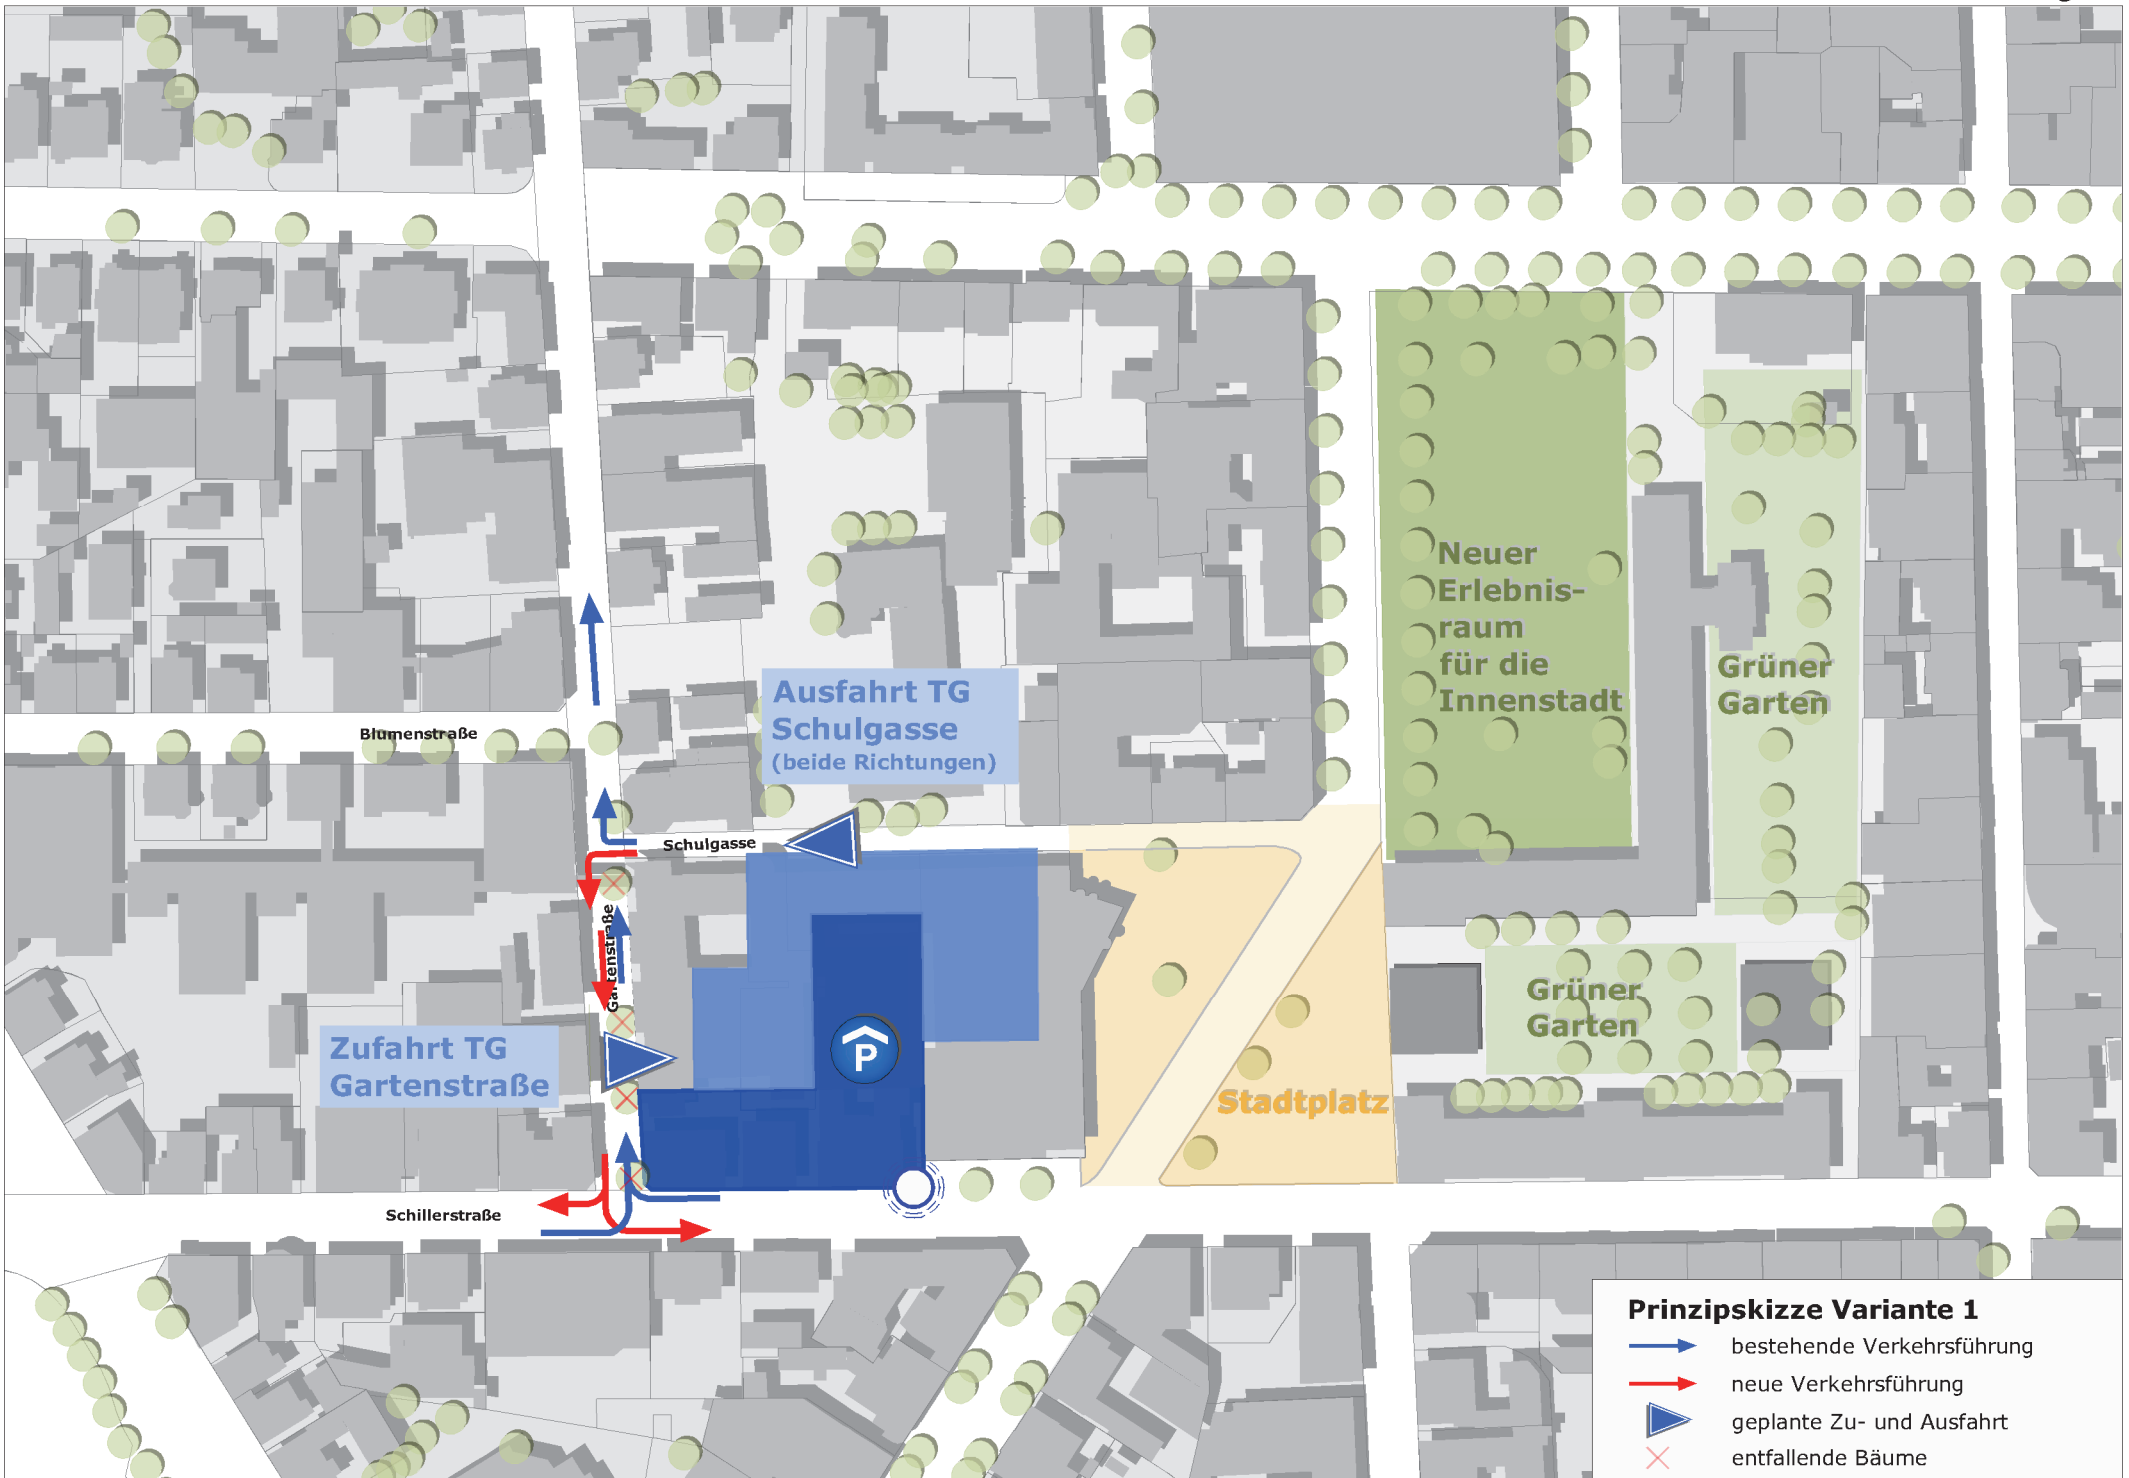 Neuer
Erlebnis-
raum
für die
Innenstadt
Grüner
Garten
Ausfahrt TG
Schulgasse
(beide Richtungen)
Blumenstraße
Schulgasse
Gartenstraße
Zufahrt TG
Gartenstraße
P
Grüner
Garten
Stadtplatz
Schillerstraße
Prinzipskizze Variante 1
bestehende Verkehrsführung
neue Verkehrsführung
geplante Zu- und Ausfahrt
entfallende Bäume